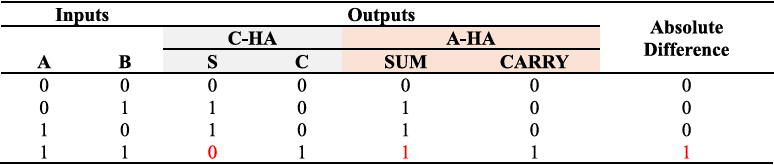 Inputs Outputs Absolute Difference
C-HA A-HA
A B S C SUM CARRY
0 0 0 0 0 0 0
0 1 1 0 1 0 0
1 0 1 0 1 0 0
1 1 0 1 1 1 1